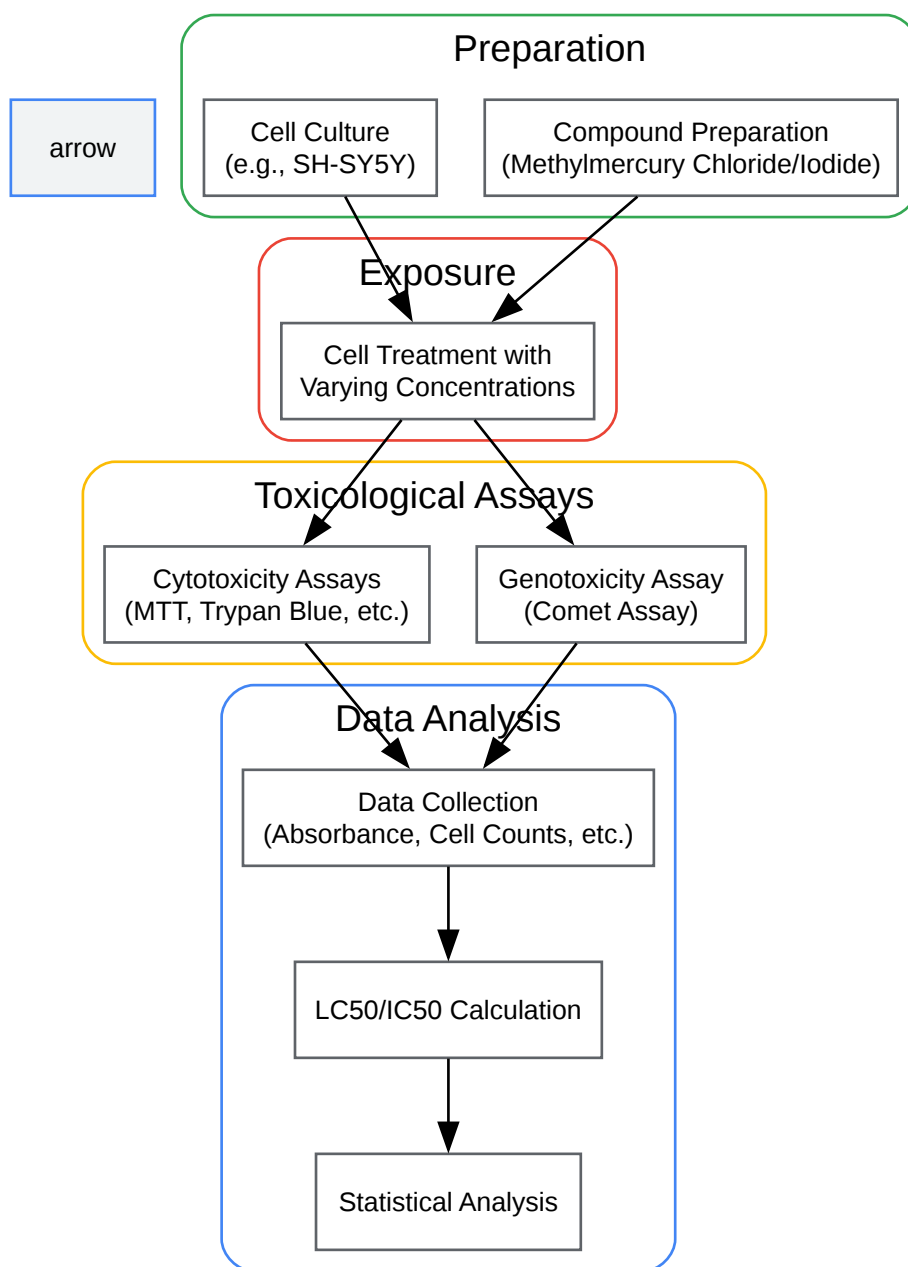 Preparation
arrow
Cell Culture
(e.g., SH-SY5Y)
Compound Preparation
(Methylmercury Chloride/Iodide)
Exposure
Cell Treatment with
Varying Concentrations
Toxicological Assays
Cytotoxicity Assays
(MTT, Trypan Blue, etc.)
Genotoxicity Assay
(Comet Assay)
Data Analysis
Data Collection
(Absorbance, Cell Counts, etc.)
LC50/IC50 Calculation
Statistical Analysis